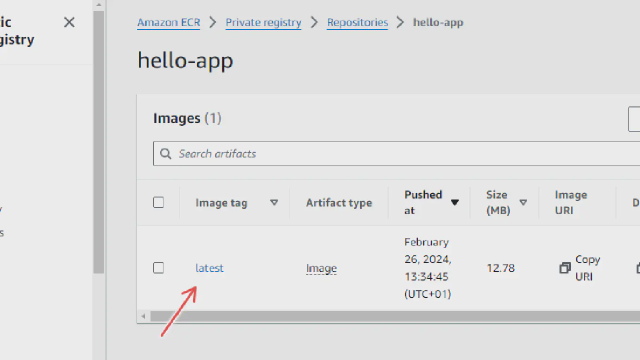 ic
gistry
Amazon ECR > Private registry > Repositories > hello-app
hello-app
Images (1)
Search artifacts
Image tag
Artifact type
Pushed at
Size (MB)
Image URI
D
latest
Image
February 26, 2024, 13:34:45 (UTC+01)
12.78
Copy URI